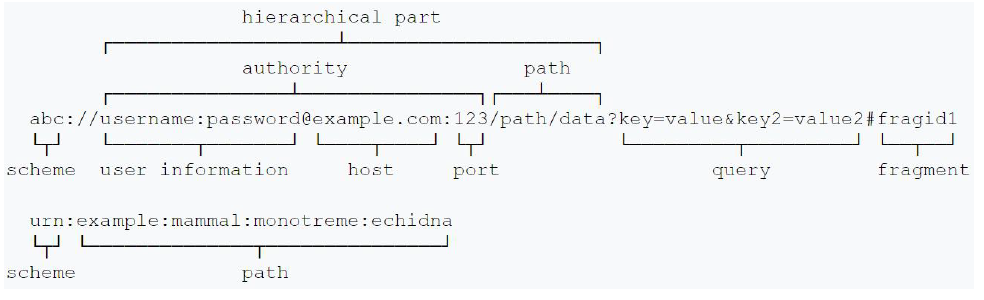 hierarchical part
authority path
abc://username:password@example.com:123/path/data?key=value&key2=value2#fragid1
scheme user information host port query fragment
urn:example:mammal:monotreme:echidna
scheme path